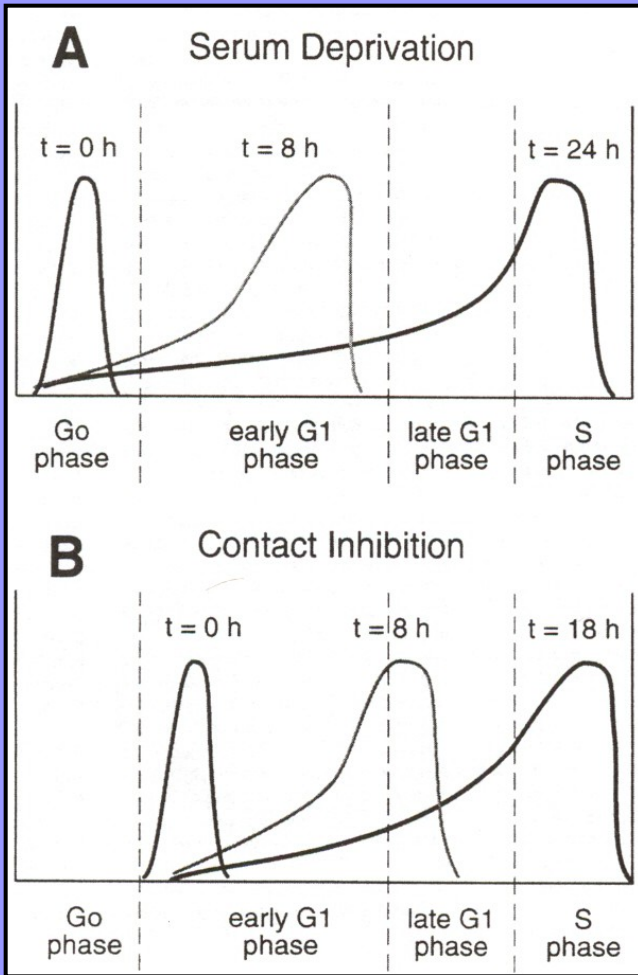 A Serum Deprivation
t = 0 h t = 8 h t = 24 h
Go early G1 late G1 S
phase phase phase phase
B Contact Inhibition
t = 0 h t = 8 h t = 18 h
Go early G1 late G1 S
phase phase phase phase